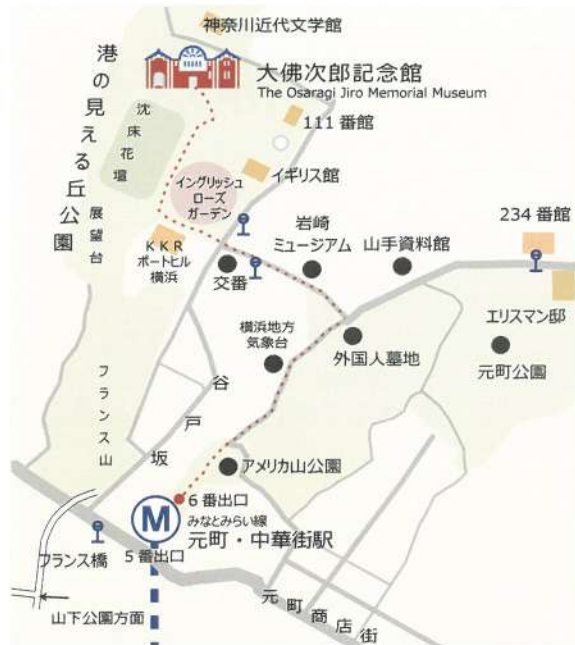 神奈川近代文学館
大佛次郎記念館
The Osaragi Jiro Memorial Museum
港の見える丘公園
沈床花壇
111番館
イングリッシュ
ローズ
ガーデン
イギリス館
展望台
KKR
ポートヒル
横浜
交番
岩崎
ミュージアム
山手資料館
234番館
エリスマン邸
横浜地方
気象台
外国人墓地
元町公園
フランス山
谷戸坂
アメリカ山公園
6番出口
M
みなとみらい線
元町・中華街駅
5番出口
フランス橋
山下公園方面
元町商店街